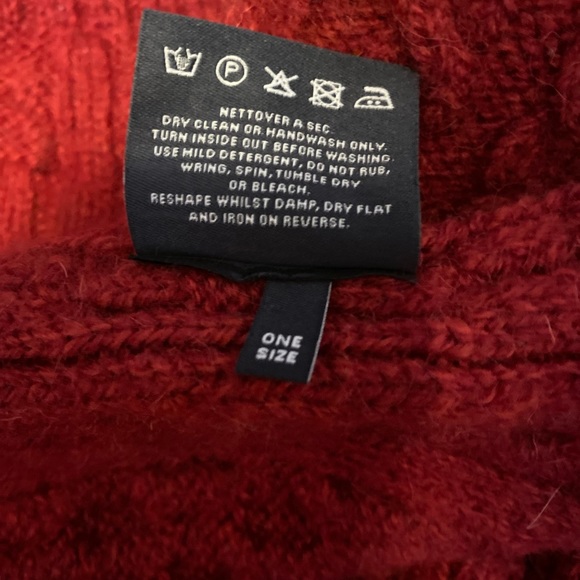 P
NETTOYER A SEC.
DRY CLEAN OR HANDWASH ONLY.
TURN INSIDE OUT BEFORE WASHING.
USE MILD DETERGENT, DO NOT RUB,
WRING, SPIN, TUMBLE DRY
OR BLEACH.
RESHAPE WHILST DAMP, DRY FLAT
AND IRON ON REVERSE.
ONE
SIZE